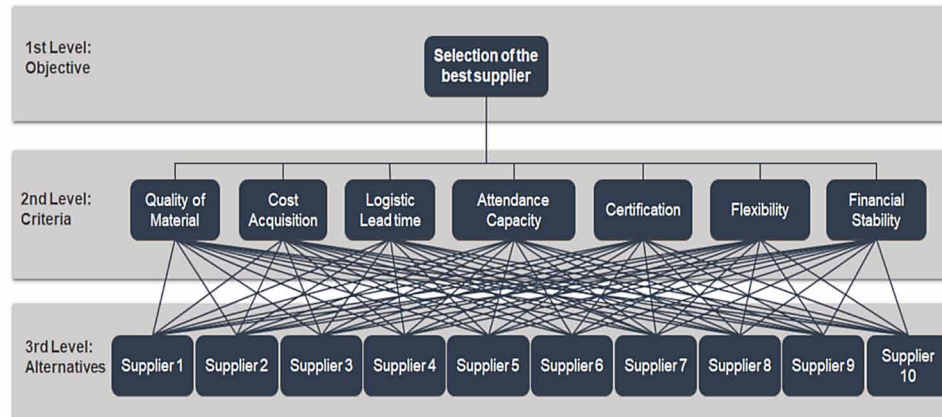 1st Level:
Objective
Selection of the
best supplier
2nd Level:
Criteria
Quality of
Material
Cost
Acquisition
Logistic
Lead time
Attendance
Capacity
Certification
Flexibility
Financial
Stability
3rd Level:
Alternatives
Supplier 1
Supplier 2
Supplier 3
Supplier 4
Supplier 5
Supplier 6
Supplier 7
Supplier 8
Supplier 9
Supplier
10